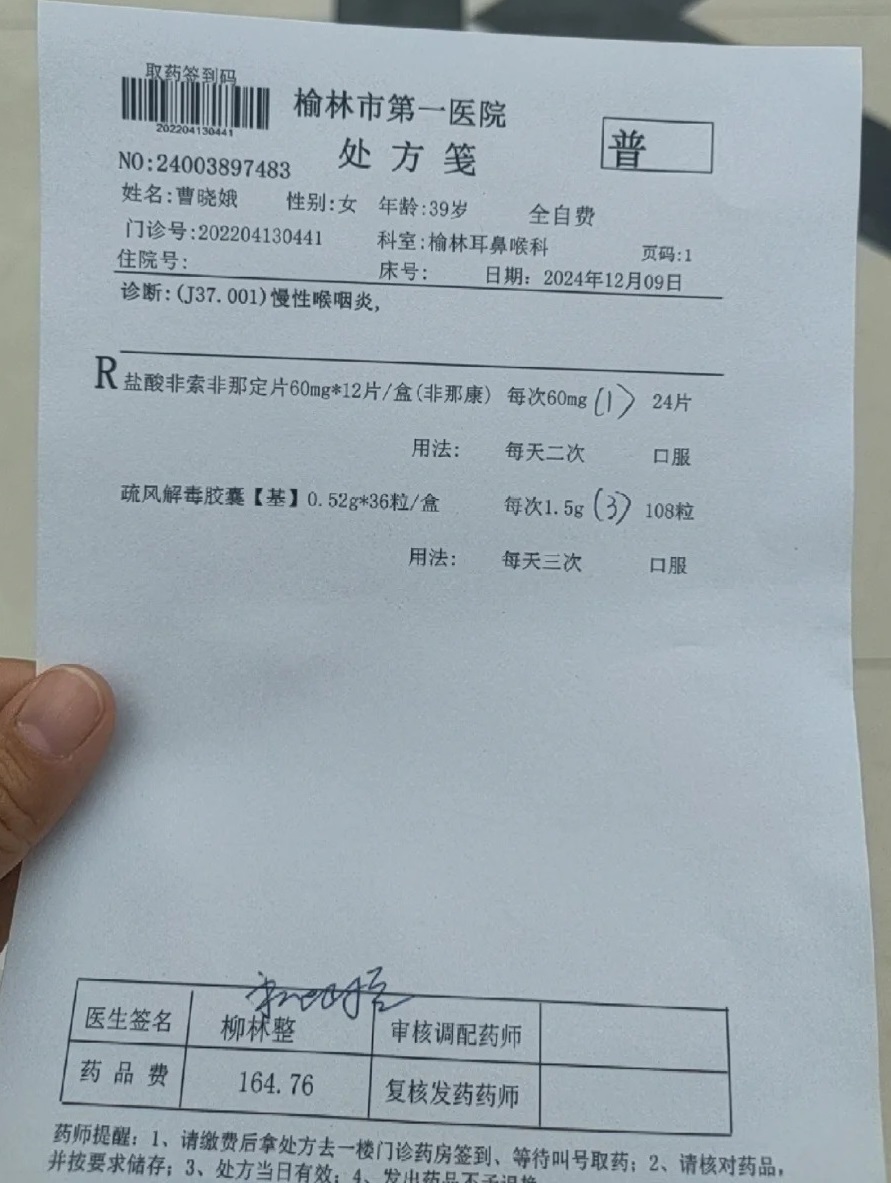 取药签到码
202204130441
榆林市第一医院
处方笺
普
NO:24003897483
姓名:曹晓娥 性别:女 年龄:39岁 全自费
门诊号:202204130441 科室:榆林耳鼻喉科 页码:1
住院号: 床号: 日期: 2024年12月09日
诊断:(J37.001)慢性喉咽炎,
R
盐酸非索非那定片60mg*12片/盒(非那康) 每次60mg (1) 24片
用法: 每天二次 口服
疏风解毒胶囊【基】0.52g*36粒/盒 每次1.5g (3) 108粒
用法: 每天三次 口服
医生签名 柳林整 审核调配药师
药品费 164.76 复核发药药师
药师提醒: 1、请缴费后拿处方去一楼门诊药房签到、等待叫号取药; 2、请核对药品,
并按要求储存; 3、处方当日有效; 4、发出药品不予退换